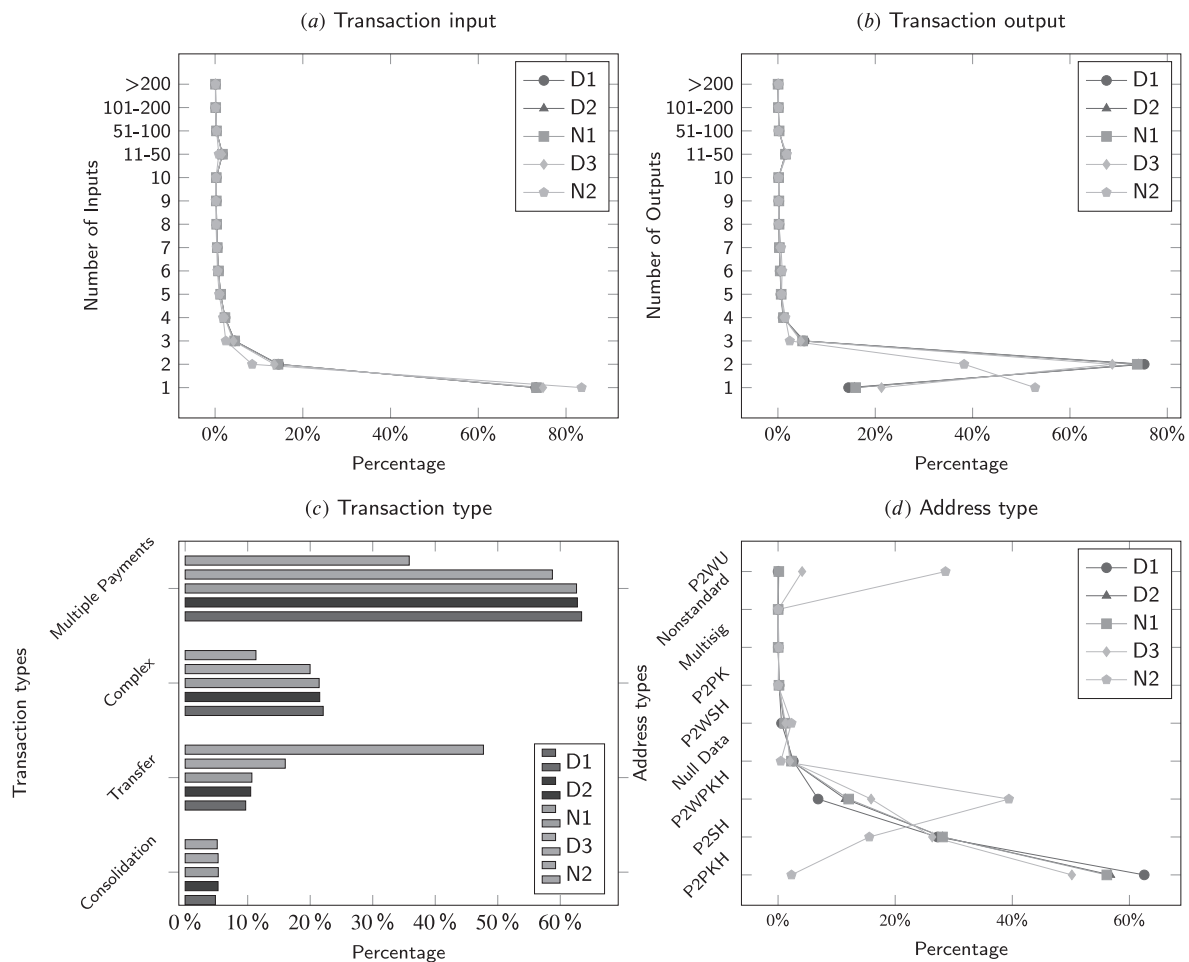 (a) Transaction input
Number of Inputs
>200
101-200
51-100
11-50
10
9
8
7
6
5
4
3
2
1
0% 20% 40% 60% 80%
Percentage
D1
D2
N1
D3
N2
(b) Transaction output
Number of Outputs
>200
101-200
51-100
11-50
10
9
8
7
6
5
4
3
2
1
0% 20% 40% 60% 80%
Percentage
D1
D2
N1
D3
N2
(c) Transaction type
Transaction types
Multiple Payments
Complex
Transfer
Consolidation
0 % 10 % 20 % 30 % 40 % 50 % 60 %
Percentage
D1
D2
N1
D3
N2
(d) Address type
Address types
P2WU
Nonstandard
Multisig
P2PK
P2WSH
Null Data
P2WPKH
P2SH
P2PKH
0% 20% 40% 60%
Percentage
D1
D2
N1
D3
N2